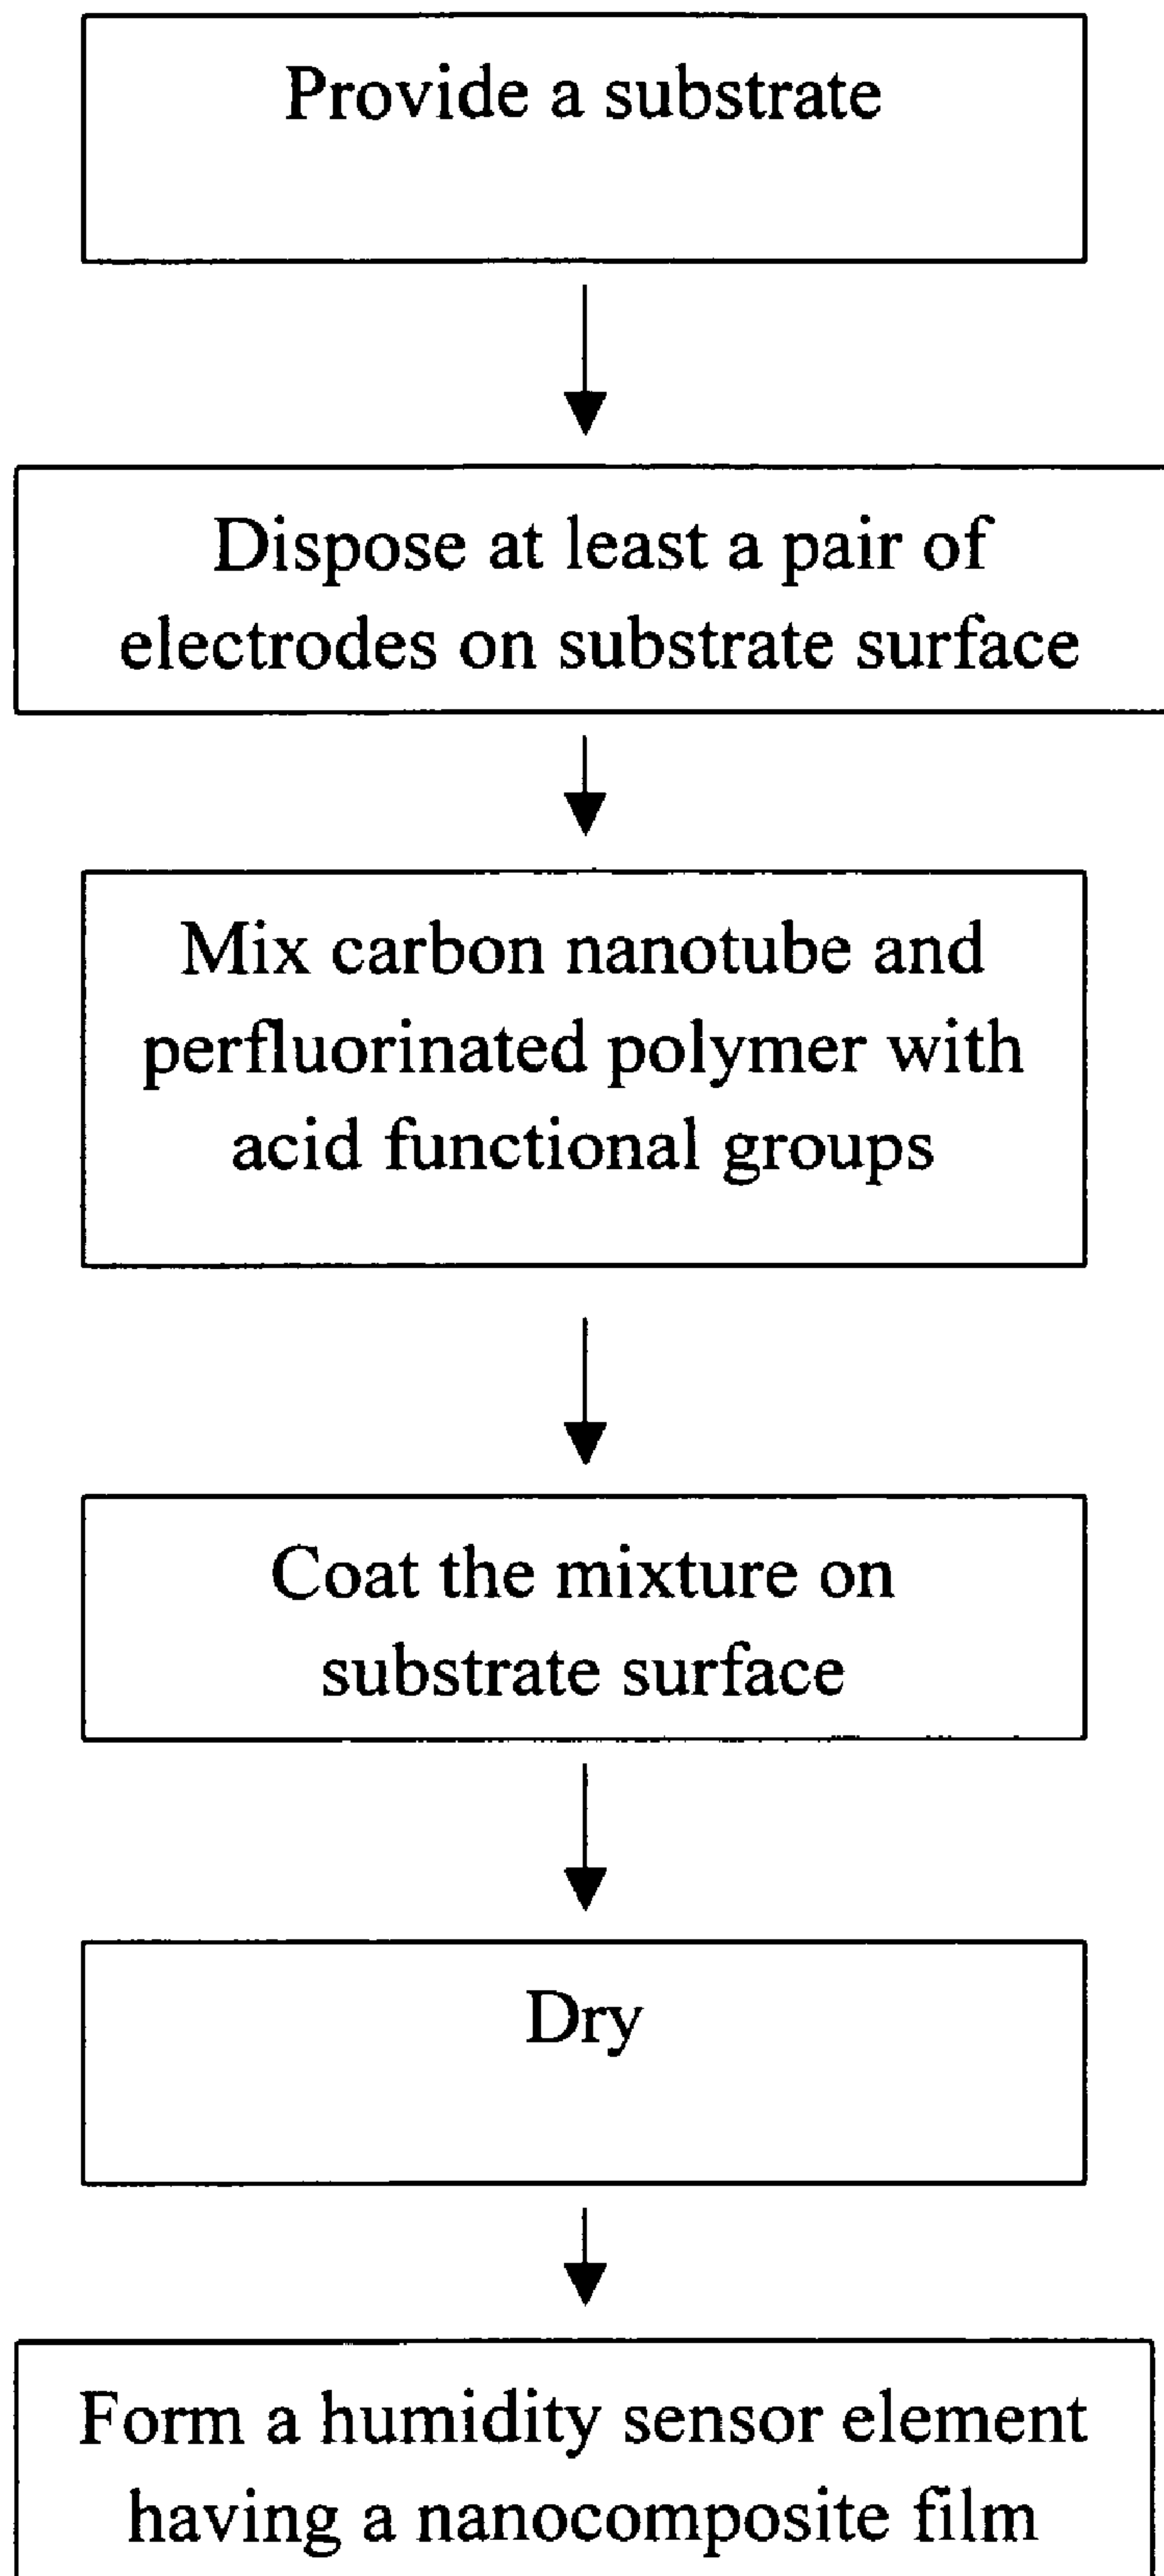 Provide a substrate
Dispose at least a pair of
electrodes on substrate surface
Mix carbon nanotube and
perfluorinated polymer with
acid functional groups
Coat the mixture on
substrate surface
Dry
Form a humidity sensor element
having a nanocomposite film